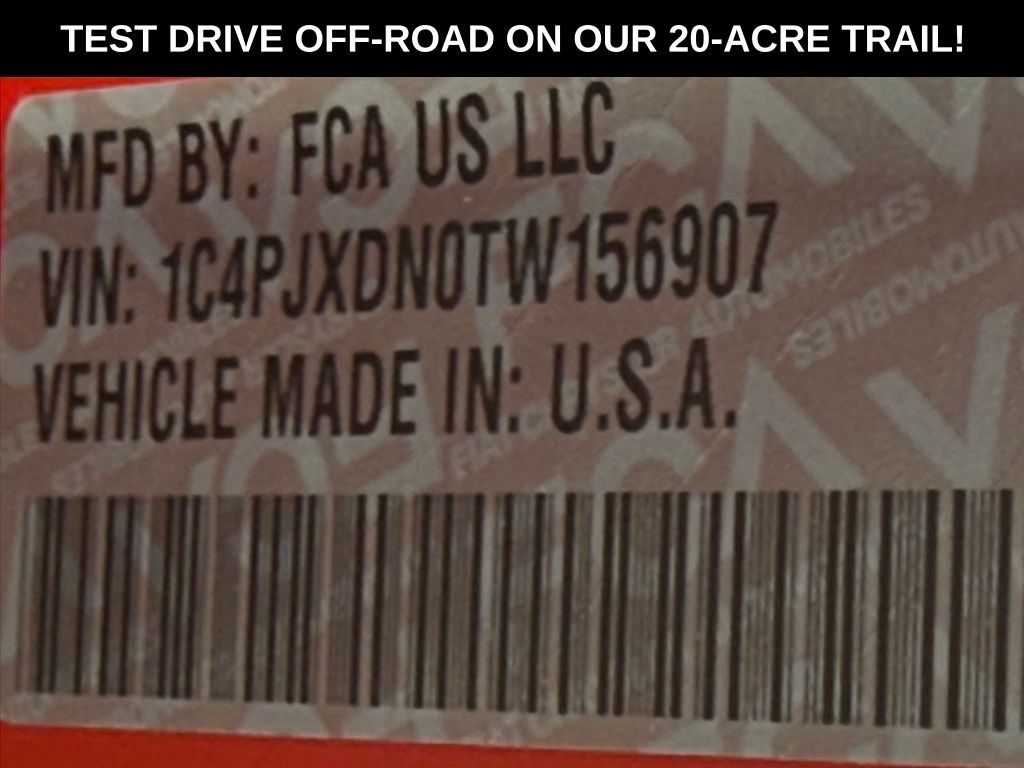 TEST DRIVE OFF-ROAD ON OUR 20-ACRE TRAIL!
MFD BY: FCA US LLC
VIN: 1C4PJXDN0TW156907
AUTOMOBILES
VEHICLE MADE IN: U.S.A.